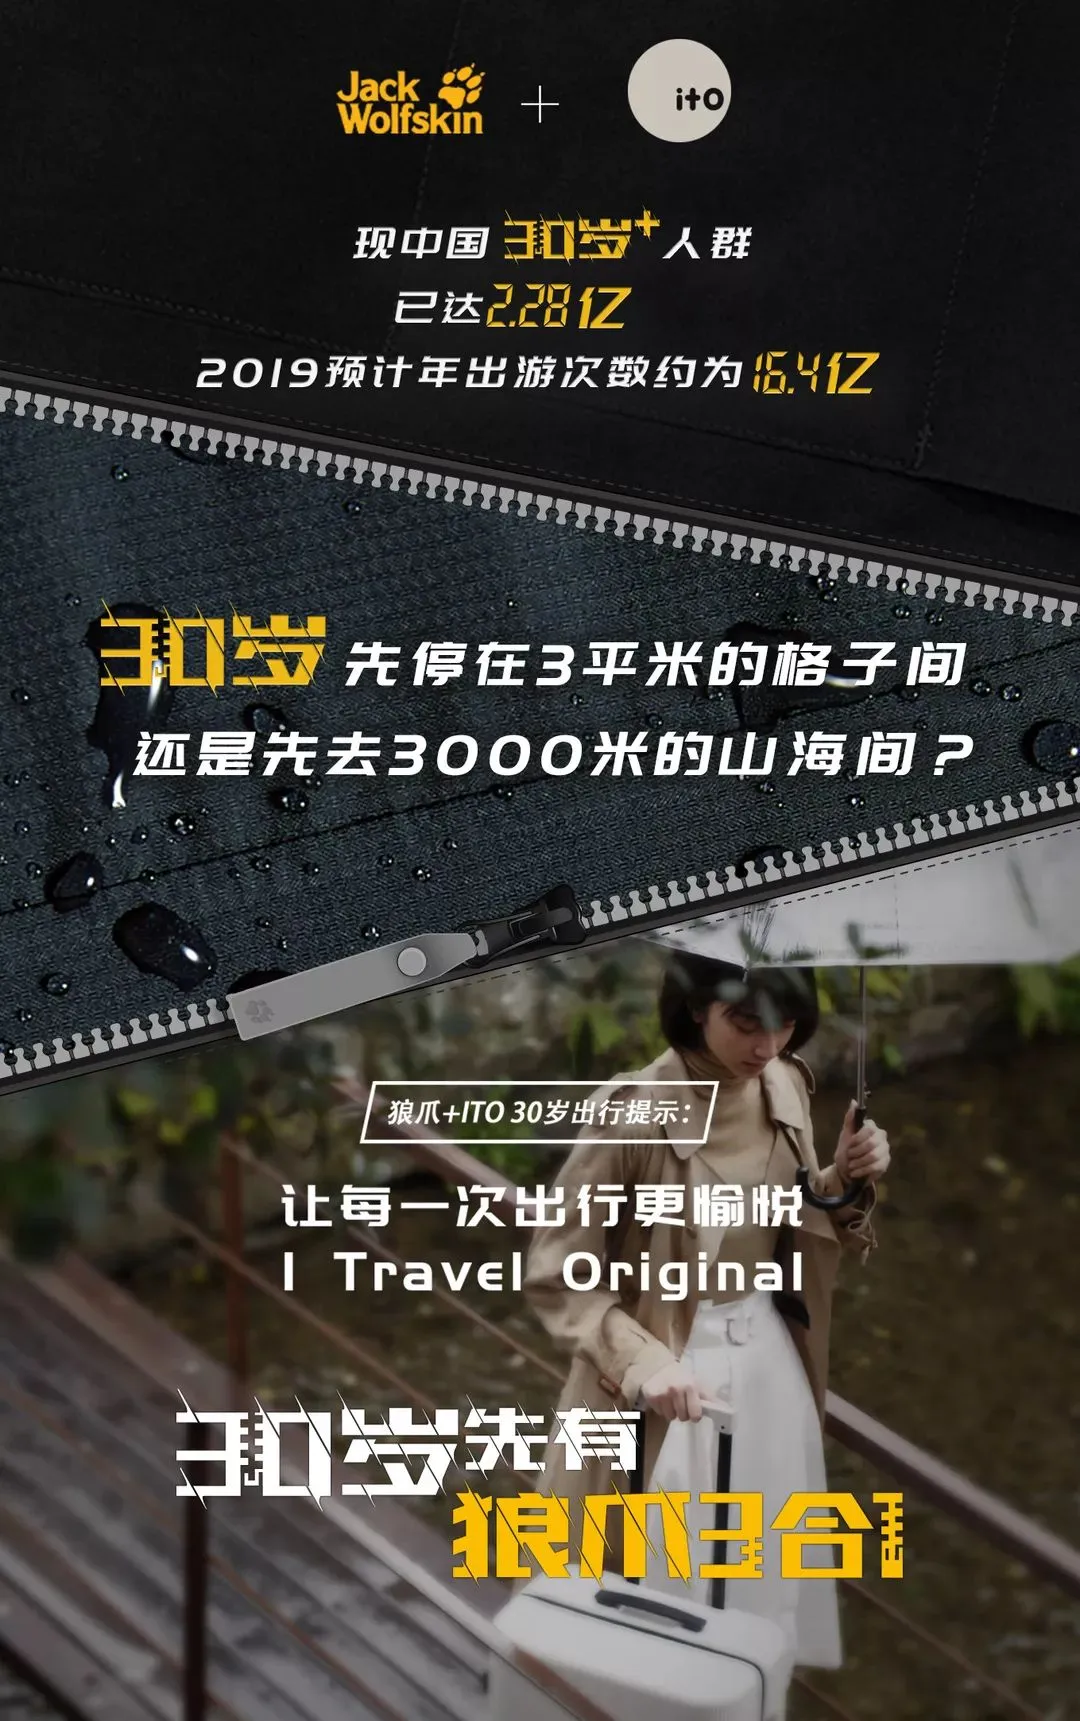 Jack
Wolfskin
+
itO
现中国30岁+人群
已达2.28亿
2019预计年出游次数约为16.4亿
30岁先停在3平米的格子间
还是先去3000米的山海间?
狼爪+ITO 30岁出行提示:
让每一次出行更愉悦
I Travel Original
30岁先有
狼爪3合1